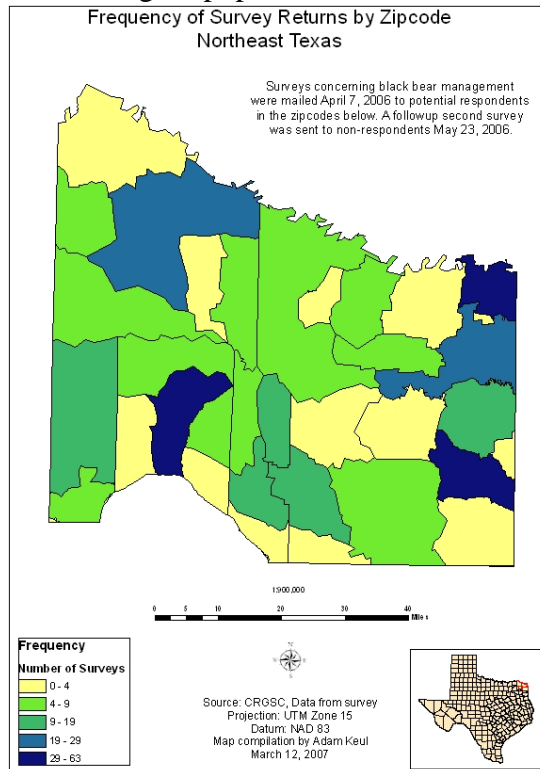 Frequency of Survey Returns by Zipcode
Northeast Texas
Surveys concerning black bear management
were mailed April 7, 2006 to potential respondents
in the zipcodes below. A followup second survey
was sent to non-respondents May 23, 2006.
1:900,000
0 5 10 20 30 40
Miles
Frequency
Number of Surveys
0 - 4
4 - 9
9 - 19
19 - 29
29 - 63
N
Source: CRGSC, Data from survey
Projection: UTM Zone 15
Datum: NAD 83
Map compilation by Adam Keul
March 12, 2007